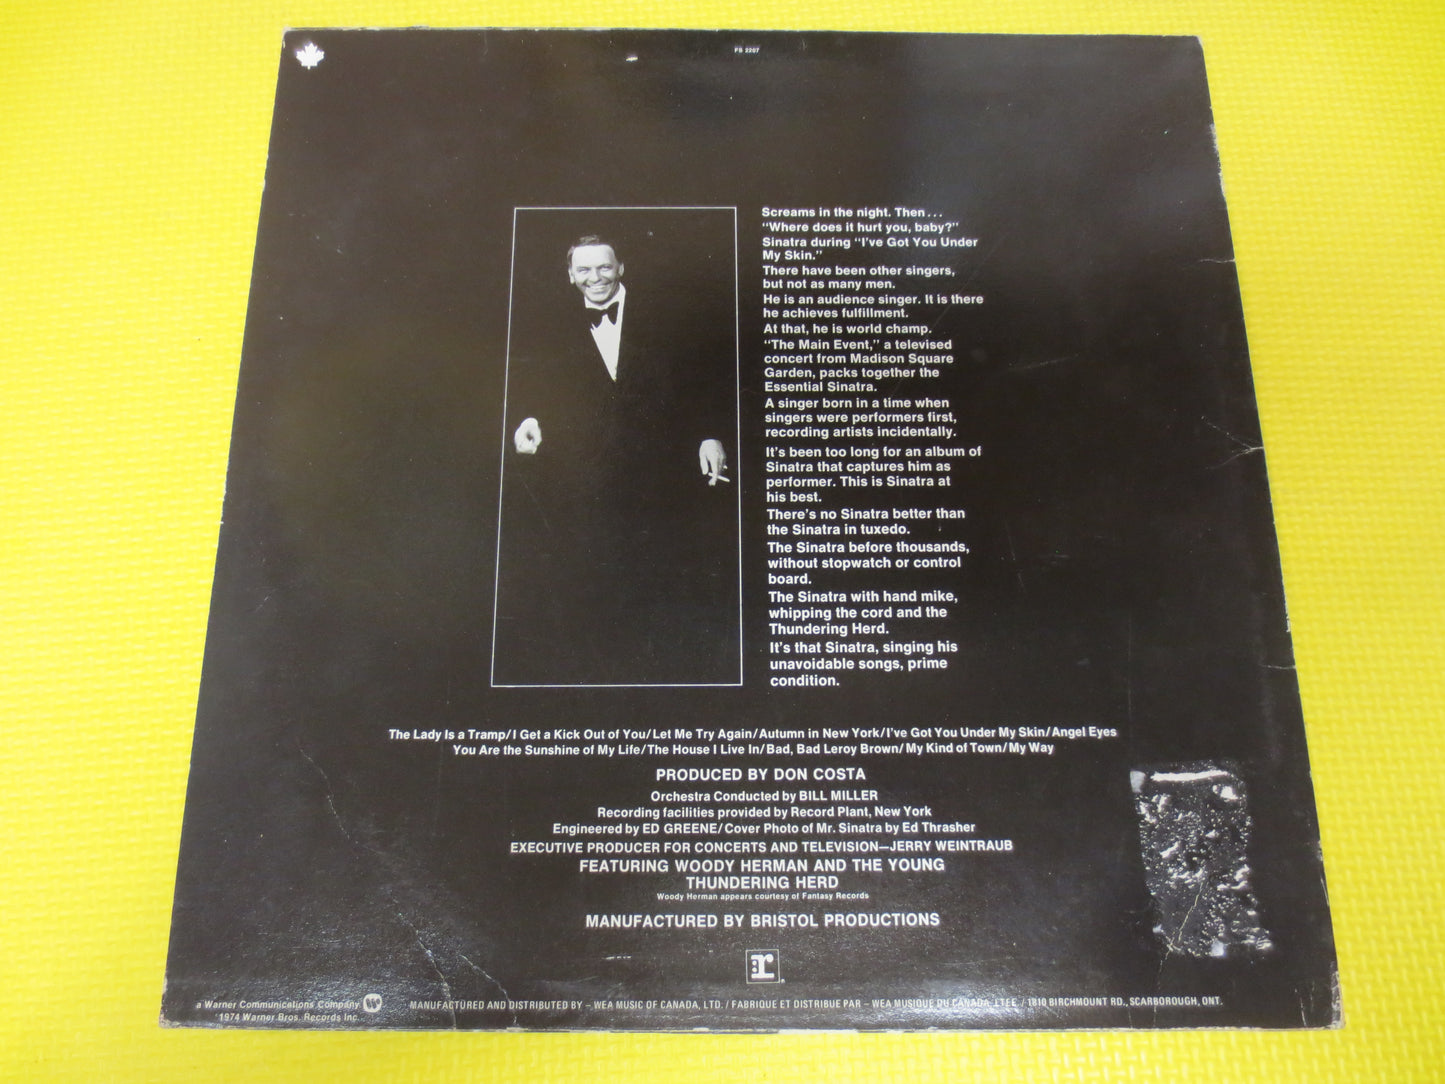 FS 2207
Screams in the night. Then...
"Where does it hurt you, baby?"
Sinatra during "I've Got You Under
My Skin."
There have been other singers,
but not as many men.
He is an audience singer. It is there
he achieves fulfillment.
At that, he is world champ.
"The Main Event," a televised
concert from Madison Square
Garden, packs together the
Essential Sinatra.
A singer born in a time when
singers were performers first,
recording artists incidentally.
It's been too long for an album of
Sinatra that captures him as
performer. This is Sinatra at
his best.
There's no Sinatra better than
the Sinatra in tuxedo.
The Sinatra before thousands,
without stopwatch or control
board.
The Sinatra with hand mike,
whipping the cord and the
Thundering Herd.
It's that Sinatra, singing his
unavoidable songs, prime
condition.
The Lady Is a Tramp/I Get a Kick Out of You/Let Me Try Again/Autumn in New York/I've Got You Under My Skin/Angel Eyes
You Are the Sunshine of My Life/The House I Live In/Bad, Bad Leroy Brown/My Kind of Town/My Way
PRODUCED BY DON COSTA
Orchestra Conducted by BILL MILLER
Recording facilities provided by Record Plant, New York
Engineered by ED GREENE/Cover Photo of Mr. Sinatra by Ed Thrasher
EXECUTIVE PRODUCER FOR CONCERTS AND TELEVISION—JERRY WEINTRAUB
FEATURING WOODY HERMAN AND THE YOUNG
THUNDERING HERD
Woody Herman appears courtesy of Fantasy Records
MANUFACTURED BY BRISTOL PRODUCTIONS
r
a Warner Communications Company
MANUFACTURED AND DISTRIBUTED BY – WEA MUSIC OF CANADA, LTD. / FABRIQUE ET DISTRIBUE PAR – WEA MUSIQUE DU CANADA, LTEE. / 1810 BIRCHMOUNT RD., SCARBOROUGH, ONT.
1974 Warner Bros. Records Inc.